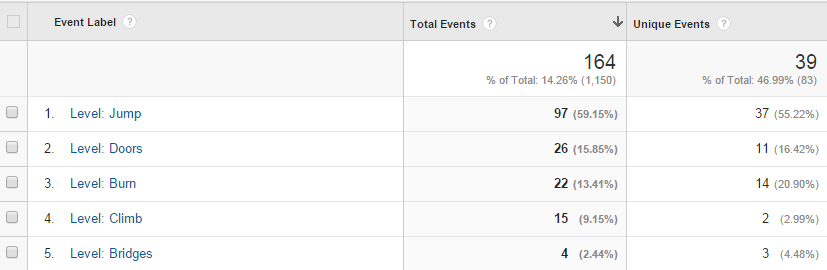 Event Label ? Total Events ? Unique Events ?
164 39
% of Total: 14.26% (1,150) % of Total: 46.99% (83)
1. Level: Jump 97 (59.15%) 37 (55.22%)
2. Level: Doors 26 (15.85%) 11 (16.42%)
3. Level: Burn 22 (13.41%) 14 (20.90%)
4. Level: Climb 15 (9.15%) 2 (2.99%)
5. Level: Bridges 4 (2.44%) 3 (4.48%)